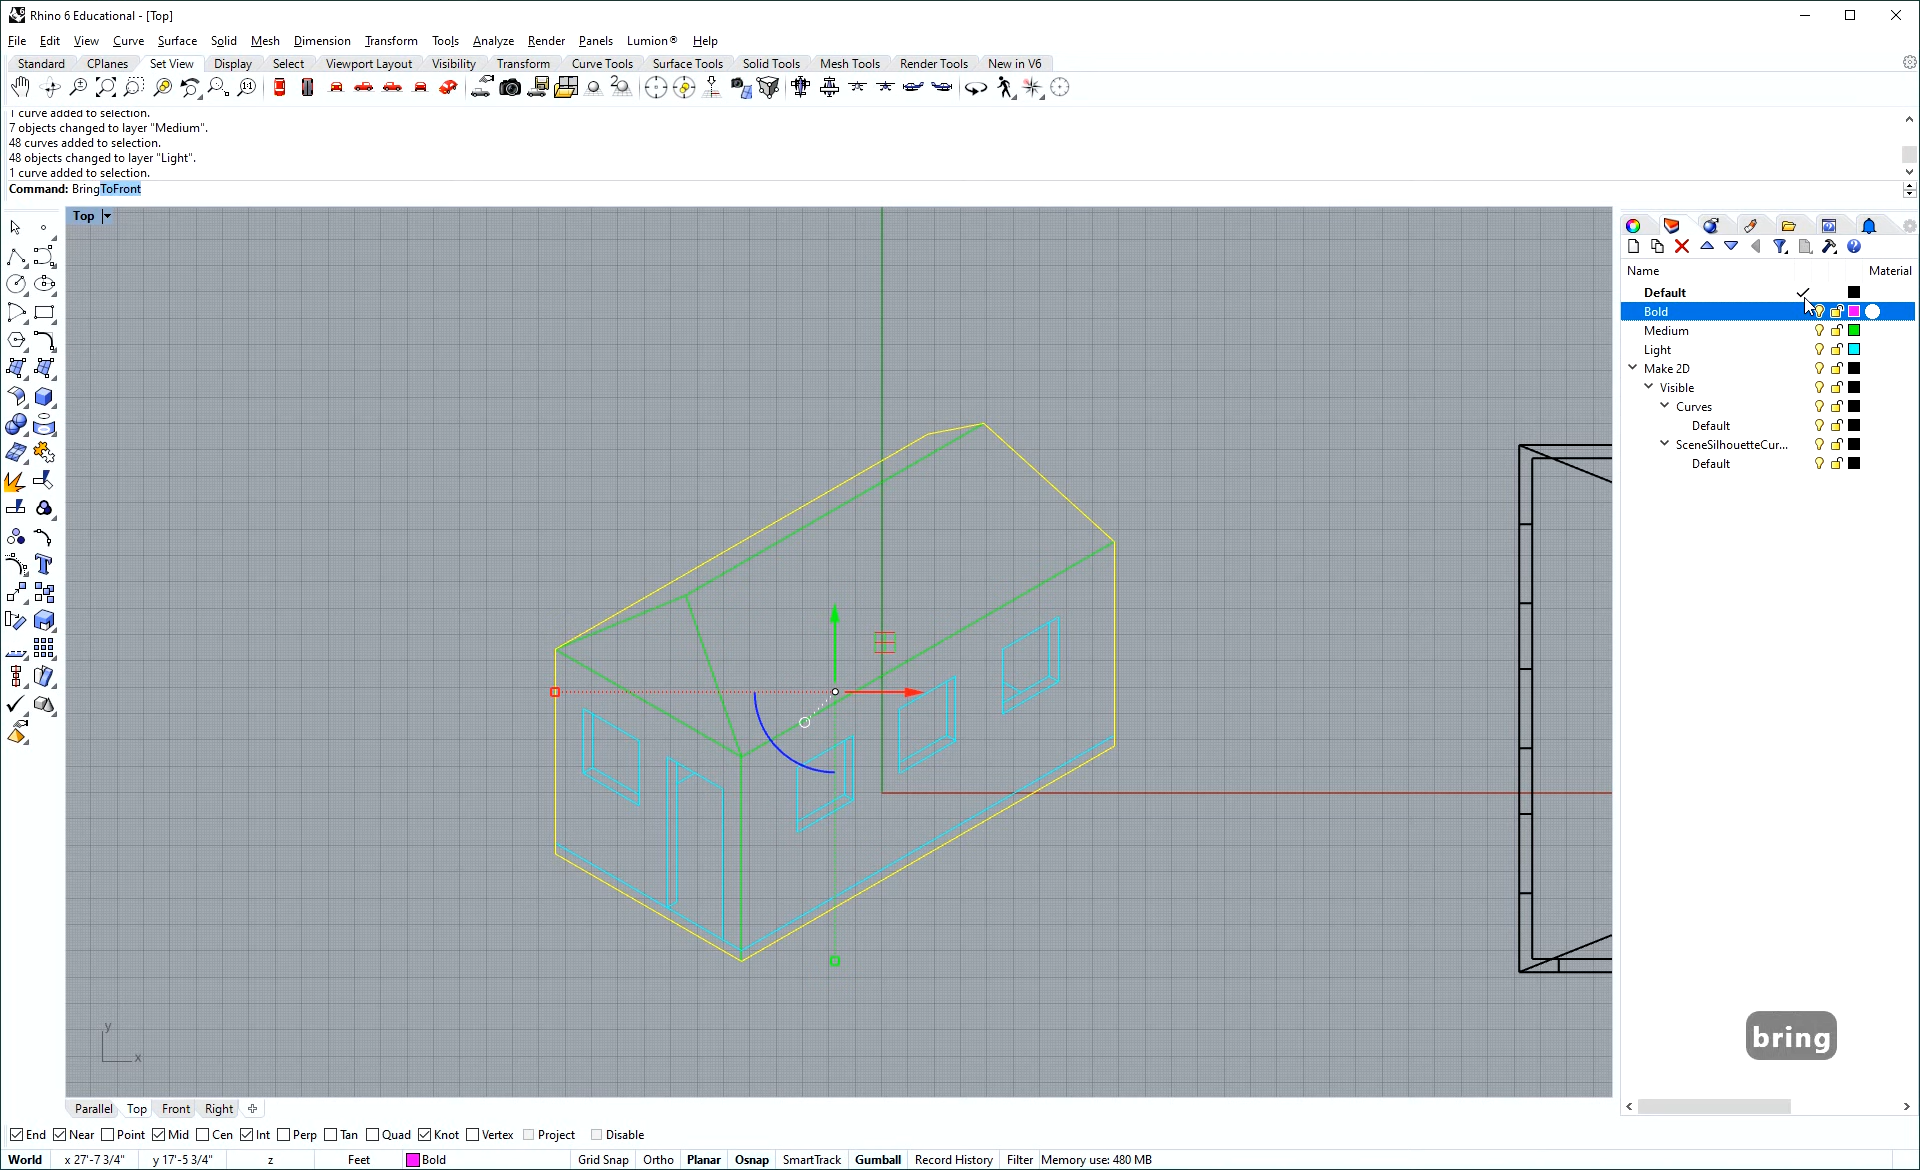 Rhino 6 Educational - [Top]
File Edit View Curve Surface Solid Mesh Dimension Transform Tools Analyze Render Panels Lumion® Help
Standard CPlanes Set View Display Select Viewport Layout Visibility Transform Curve Tools Surface Tools Solid Tools Mesh Tools Render Tools New in V6
1 curve added to selection.
7 objects changed to layer "Medium".
48 curves added to selection.
48 objects changed to layer "Light".
1 curve added to selection.
Command: BringToFront
Top
Name Material
Default
Bold
Medium
Light
Make 2D
Visible
Curves
Default
SceneSilhouetteCur...
Default
y
x
bring
Parallel Top Front Right
End Near Point Mid Cen Int Perp Tan Quad Knot Vertex Project Disable
World x 27'-7 3/4" y 17'-5 3/4" z Feet Bold Grid Snap Ortho Planar Osnap SmartTrack Gumball Record History Filter Memory use: 480 MB